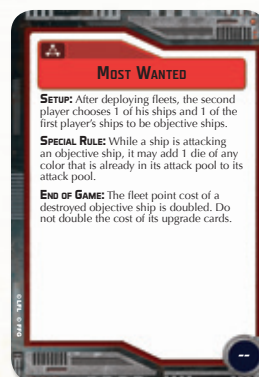 MOST WANTED
SETUP: After deploying fleets, the second
player chooses 1 of his ships and 1 of the
first player's ships to be objective ships.
SPECIAL RULE: While a ship is attacking
an objective ship, it may add 1 die of any
color that is already in its attack pool to its
attack pool.
END OF GAME: The fleet point cost of a
destroyed objective ship is doubled. Do
not double the cost of its upgrade cards.
© LFL © FFG
--